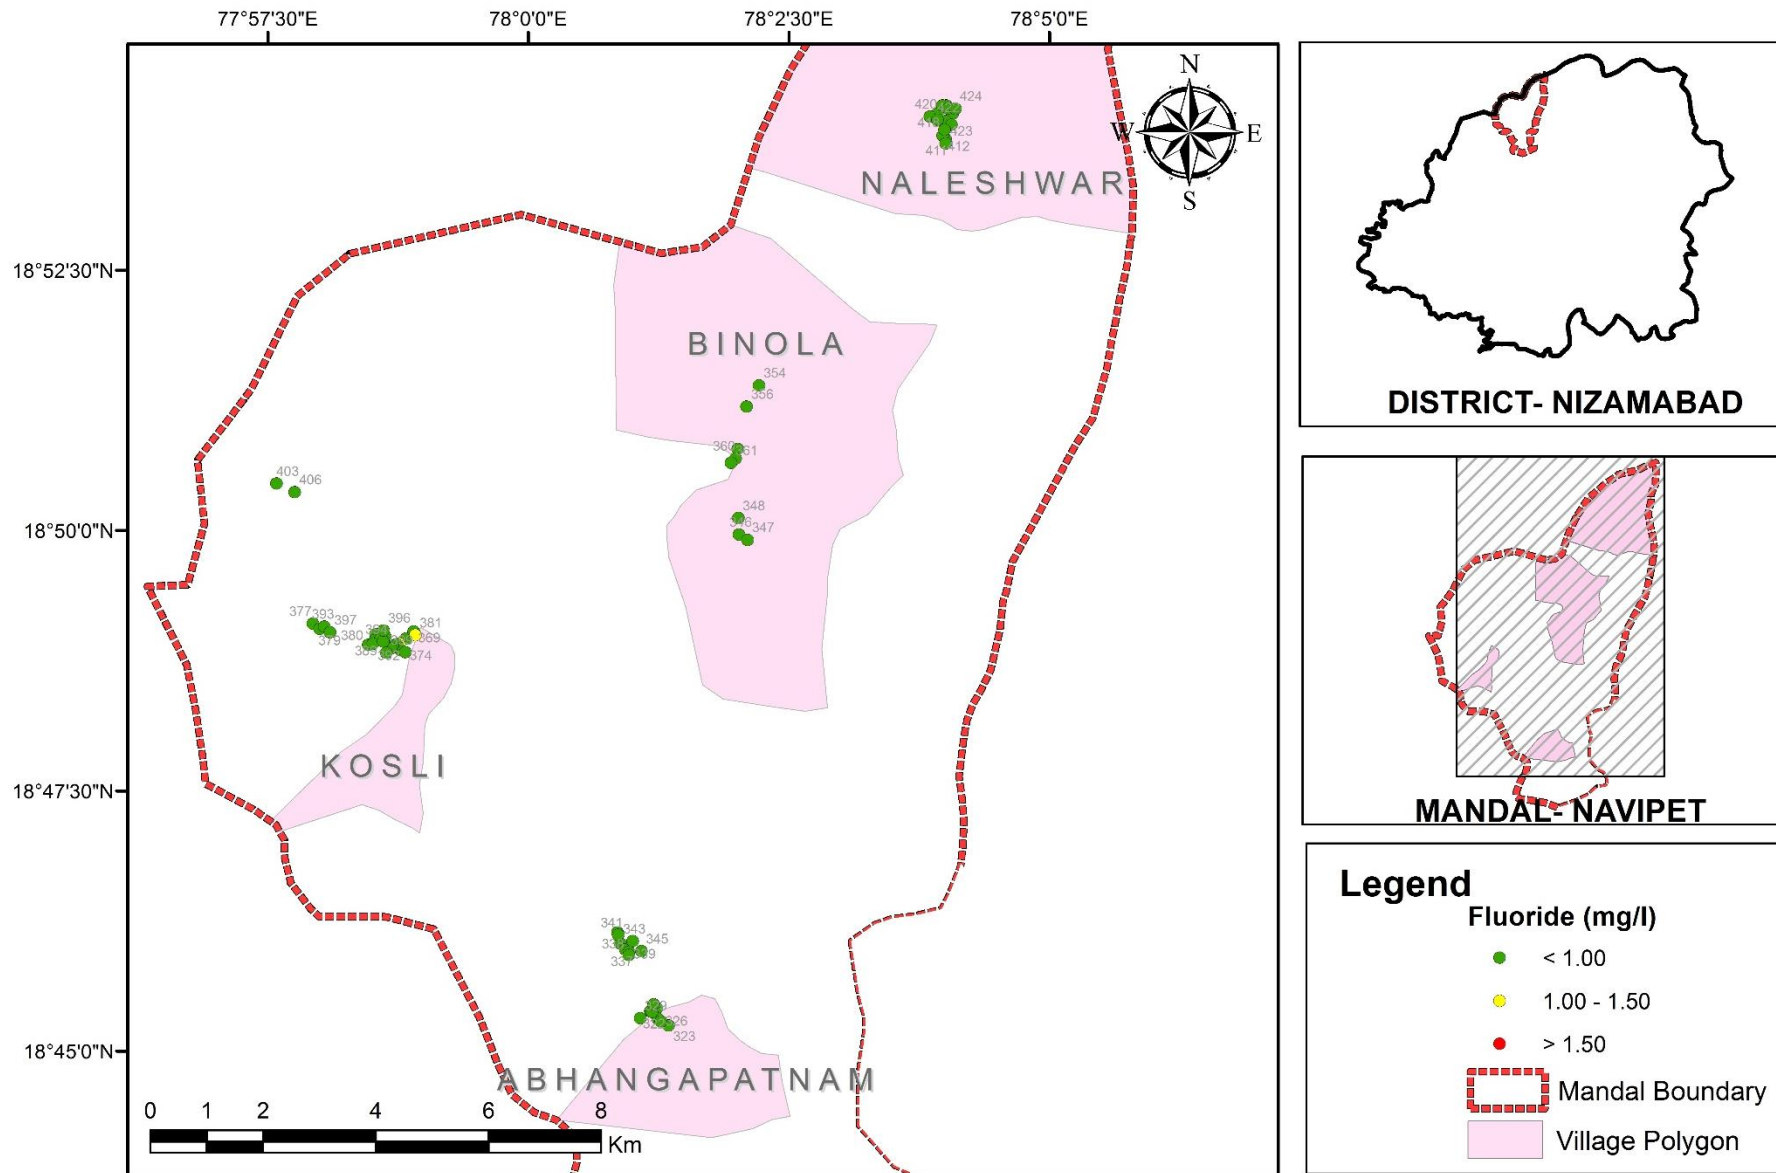 77°57'30"E 78°0'0"E 78°2'30"E 78°5'0"E
N
W E
S
420 424
423
411 412
NALESHWAR
18°52'30"N
BINOLA
354
356
360 361
403
406
348
346 347
18°50'0"N
377 393 397
379
380
396 381
369
374
KOSLI
18°47'30"N
341 343
345
337
323
18°45'0"N
ABHANGAPATNAM
0 1 2 4 6 8
Km
DISTRICT- NIZAMABAD
MANDAL- NAVIPET
Legend
Fluoride (mg/l)
< 1.00
1.00 - 1.50
> 1.50
Mandal Boundary
Village Polygon